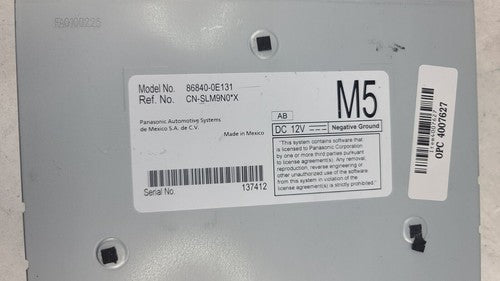 Model No. 86840-0E131
Ref. No. CN-SLM9N0*X
Panasonic Automotive Systems
de Mexico S.A. de C.V.
Made in Mexico
Serial No. 137412
AB
M5
DC 12V Negative Ground
"This system contains software that
is licensed to Panasonic Corporation
by one or more third parties pursuant
to license agreement(s). Any removal,
reproduction, reverse engineering or
other unauthorized use of the software
from this system in violation of the
license agreement(s) is strictly prohibited."
OPC 4007627